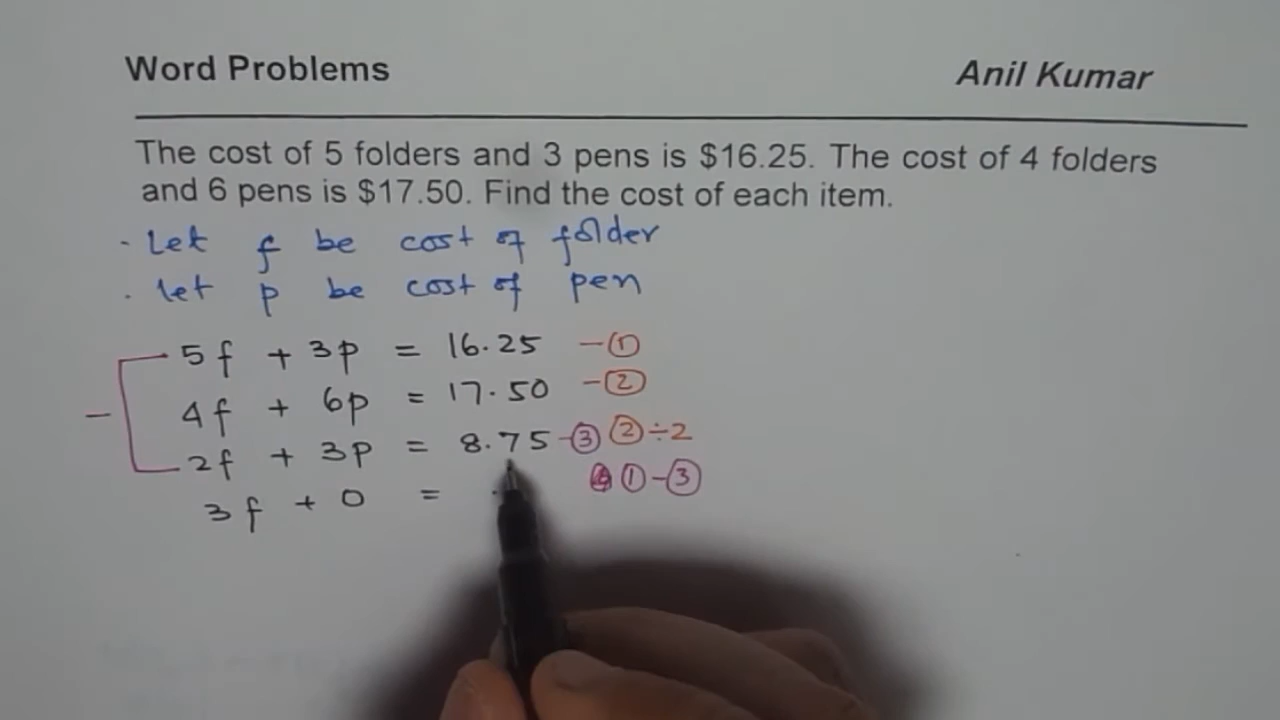 Word Problems Anil Kumar
The cost of 5 folders and 3 pens is $16.25. The cost of 4 folders
and 6 pens is $17.50. Find the cost of each item.
· Let f be cost of folder
· let p be cost of pen
5f + 3p = 16.25 - ①
4f + 6p = 17.50 - ②
2f + 3p = 8.75 - ③ ② ÷ 2
3f + 0 = . ① - ③
-